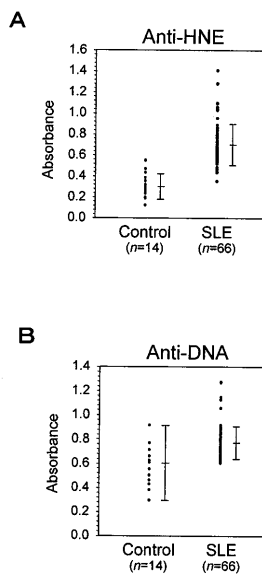 A
Anti-HNE
1.6
1.4
1.2
1.0
0.8
0.6
0.4
0.2
0.0
Absorbance
Control SLE
(n=14) (n=66)
B
Anti-DNA
1.4
1.2
1.0
0.8
0.6
0.4
0.2
0.0
Absorbance
Control SLE
(n=14) (n=66)